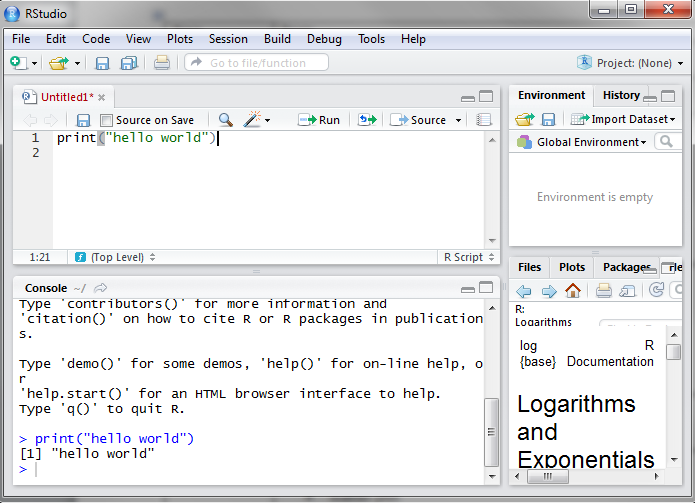 RStudio
File Edit Code View Plots Session Build Debug Tools Help
Go to file/function
Project: (None)
Untitled1*
Source on Save
Run
Source
1 print("hello world")
2
1:21
(Top Level)
R Script
Console ~/
Type 'contributors()' for more information and
'citation()' on how to cite R or R packages in publication
s.
Type 'demo()' for some demos, 'help()' for on-line help, o
r
'help.start()' for an HTML browser interface to help.
Type 'q()' to quit R.
> print("hello world")
[1] "hello world"
>
Environment History
Import Dataset
Global Environment
Environment is empty
Files Plots Packages
R:
Logarithms
log R
{base} Documentation
Logarithms
and
Exponentials